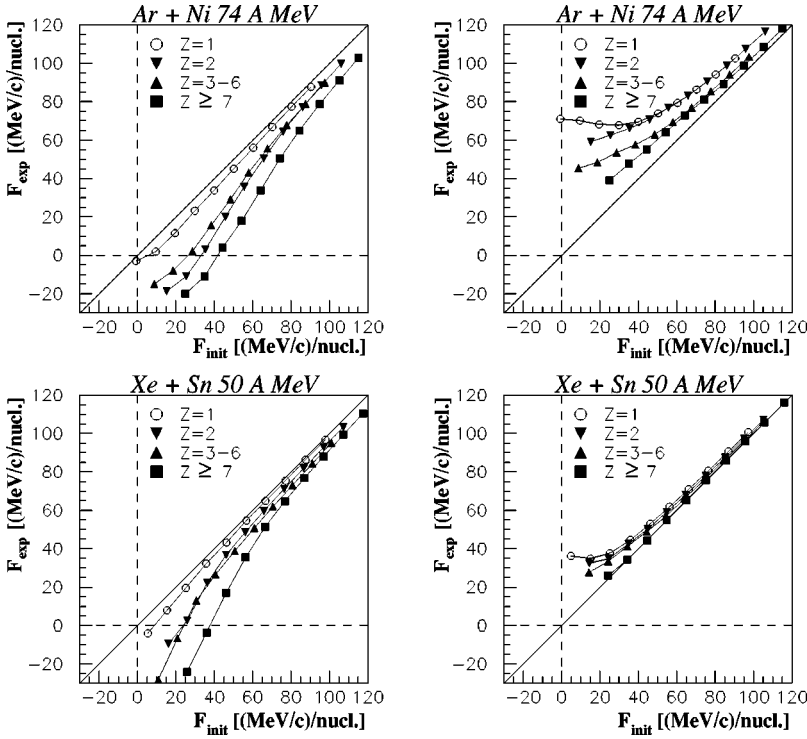 Ar + Ni 74 A MeV
F_exp [(MeV/c)/nucl.]
120
100
80
60
40
20
0
−20
Z=1
Z=2
Z=3−6
Z ≥ 7
−20 0 20 40 60 80 100 120
F_init [(MeV/c)/nucl.]
Ar + Ni 74 A MeV
F_exp [(MeV/c)/nucl.]
120
100
80
60
40
20
0
−20
Z=1
Z=2
Z=3−6
Z ≥ 7
−20 0 20 40 60 80 100 120
F_init [(MeV/c)/nucl.]
Xe + Sn 50 A MeV
F_exp [(MeV/c)/nucl.]
120
100
80
60
40
20
0
−20
Z=1
Z=2
Z=3−6
Z ≥ 7
−20 0 20 40 60 80 100 120
F_init [(MeV/c)/nucl.]
Xe + Sn 50 A MeV
F_exp [(MeV/c)/nucl.]
120
100
80
60
40
20
0
−20
Z=1
Z=2
Z=3−6
Z ≥ 7
−20 0 20 40 60 80 100 120
F_init [(MeV/c)/nucl.]